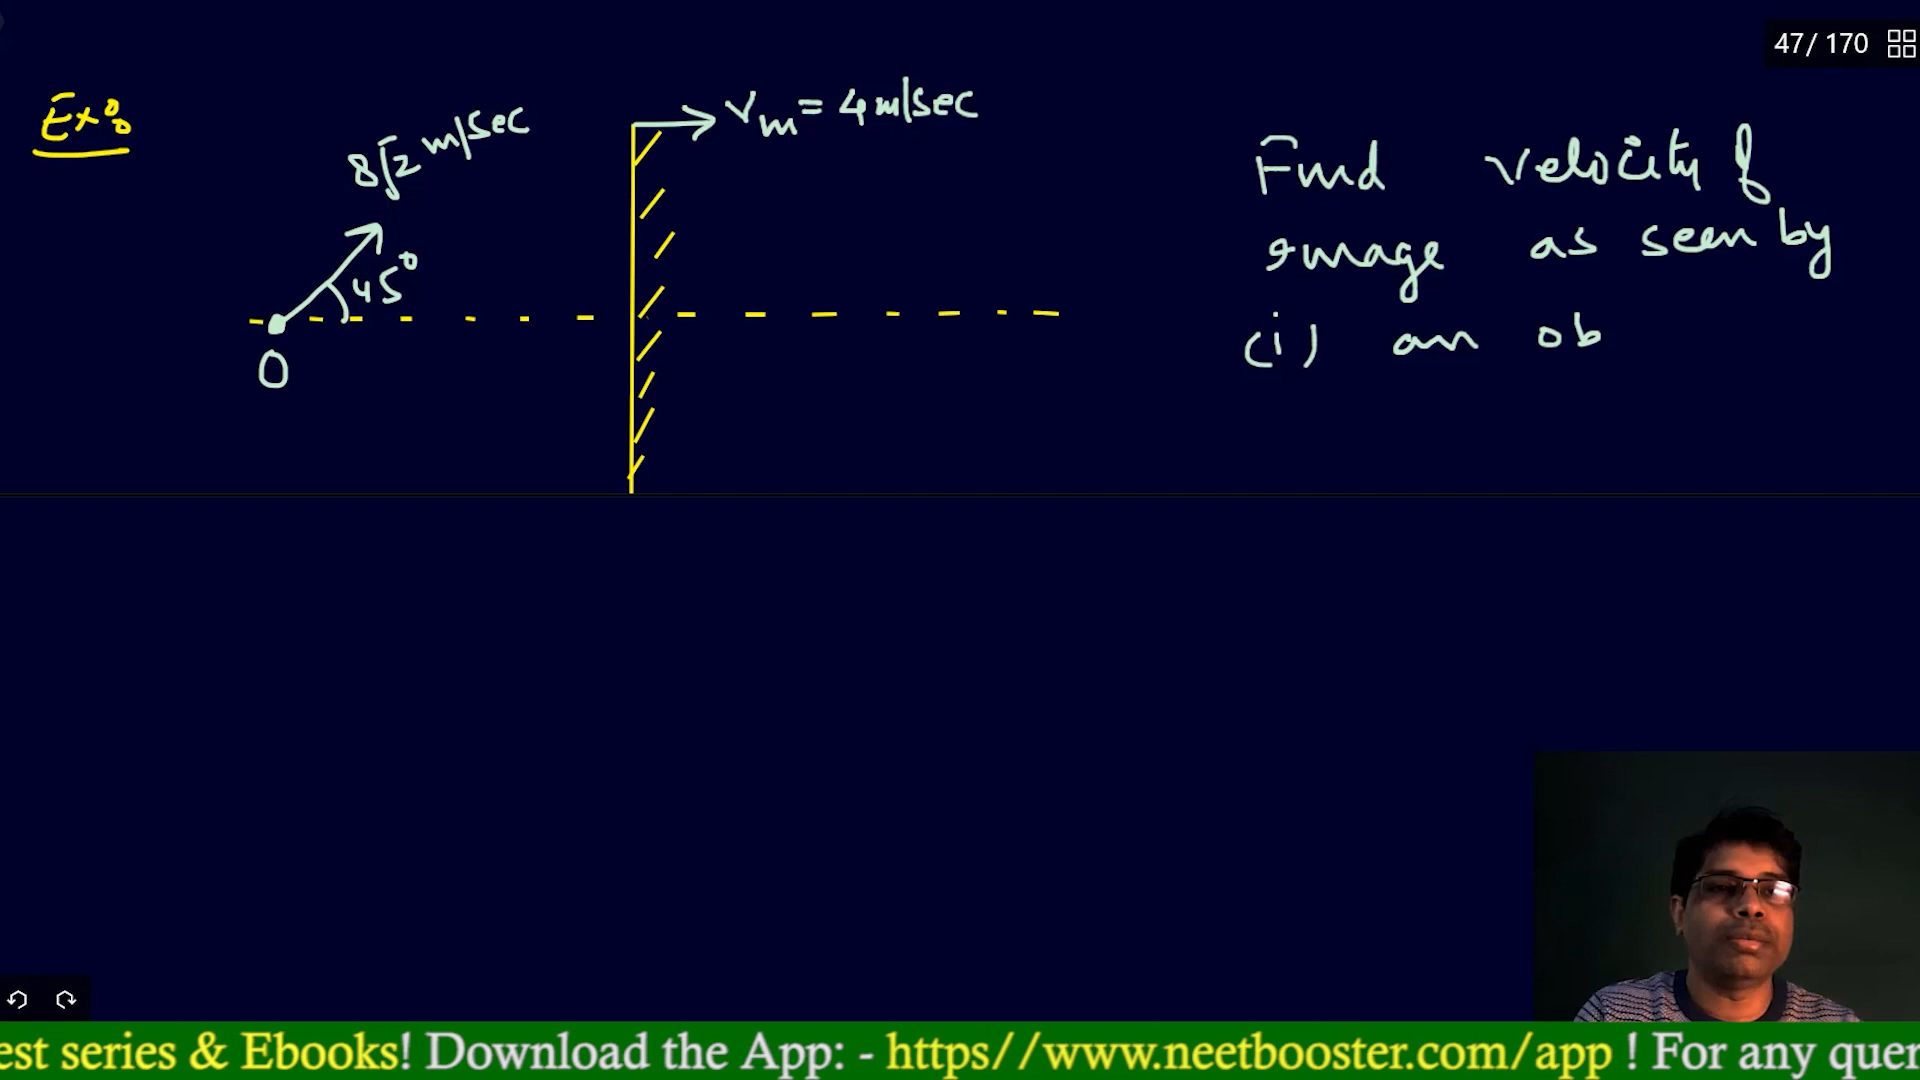 47/ 170
Ex:
8√2 m/sec
Vm = 4 m/sec
45°
O
Find velocity of
image as seen by
(i) an ob
est series & Ebooks! Download the App: - https//www.neetbooster.com/app ! For any quer